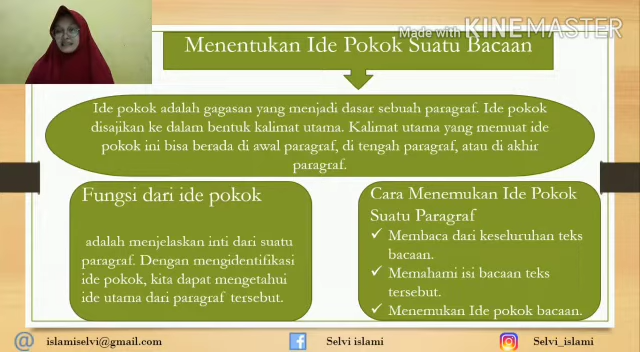 Made with KINEMASTER
Menentukan Ide Pokok Suatu Bacaan
Ide pokok adalah gagasan yang menjadi dasar sebuah paragraf. Ide pokok
disajikan ke dalam bentuk kalimat utama. Kalimat utama yang memuat ide
pokok ini bisa berada di awal paragraf, di tengah paragraf, atau di akhir
paragraf.
Fungsi dari ide pokok
adalah menjelaskan inti dari suatu
paragraf. Dengan mengidentifikasi
ide pokok, kita dapat mengetahui
ide utama dari paragraf tersebut.
Cara Menemukan Ide Pokok
Suatu Paragraf
✓ Membaca dari keseluruhan teks
bacaan.
✓ Memahami isi bacaan teks
tersebut.
✓ Menemukan Ide pokok bacaan.
@ islamiselvi@gmail.com
f Selvi islami
Selvi_islami